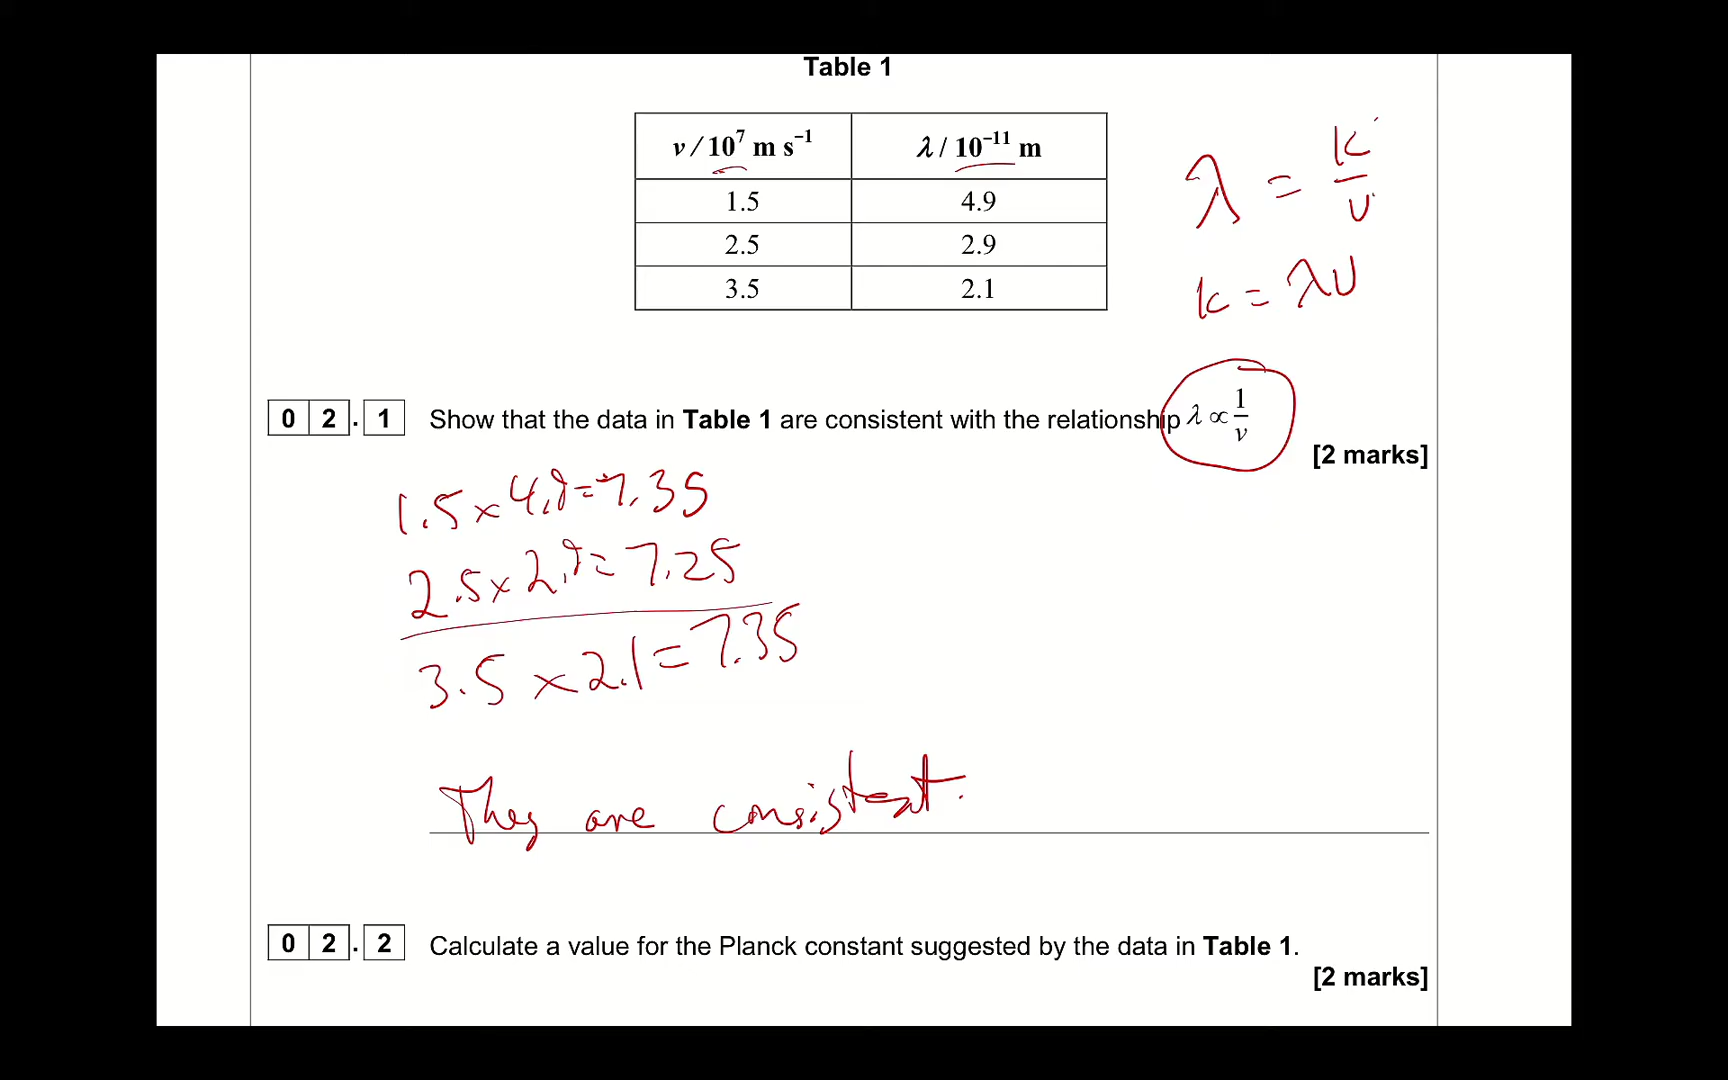 Table 1
v / 10⁷ m s⁻¹ λ / 10⁻¹¹ m
1.5 4.9
2.5 2.9
3.5 2.1
λ = k/v
k = λv
0 2 . 1 Show that the data in Table 1 are consistent with the relationship λ ∝ 1/v
[2 marks]
1.5 × 4.9 = 7.35
2.5 × 2.9 = 7.25
3.5 × 2.1 = 7.35
They are consistent.
0 2 . 2 Calculate a value for the Planck constant suggested by the data in Table 1.
[2 marks]